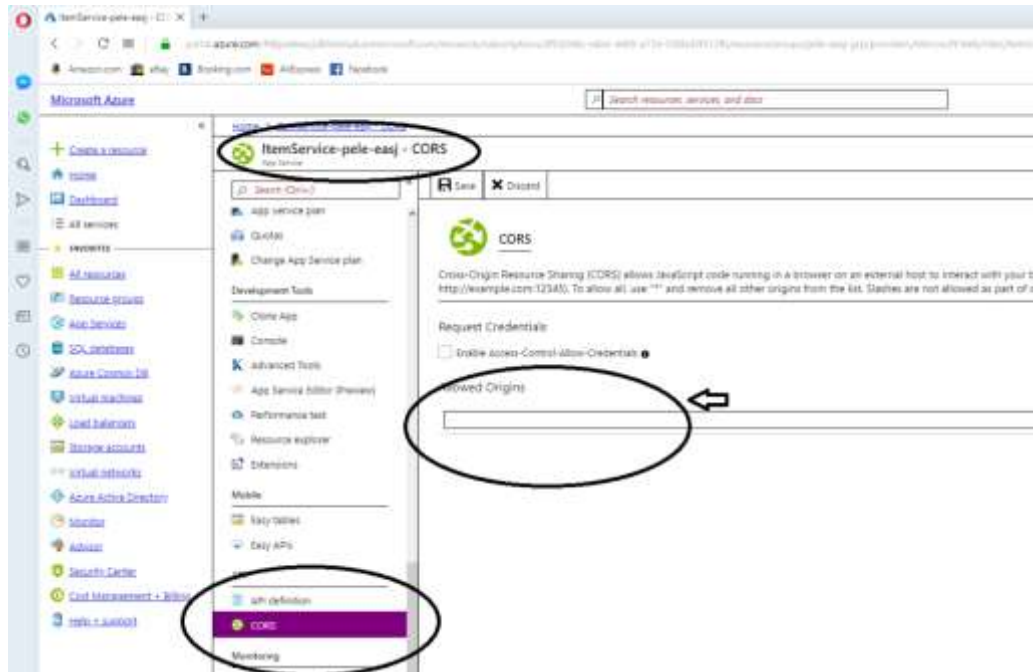 ItemService-pele-easj - CORS
Amazon.com eBay Booking.com AliExpress Facebook
Microsoft Azure
Search resources, services, and docs
Home
ItemService-pele-easj - CORS
App Service
Create a resource
Home
Dashboard
All services
FAVORITES
All resources
Resource groups
App Services
SQL databases
Azure Cosmos DB
Virtual machines
Load balancers
Storage accounts
Virtual networks
Azure Active Directory
Monitor
Advisor
Security Center
Cost Management + Billing
Help + support
Search (Ctrl+/)
App Service plan
Quotas
Change App Service plan
Development Tools
Clone App
Console
Advanced Tools
App Service Editor (Preview)
Performance test
Resource explorer
Extensions
Mobile
Easy tables
Easy APIs
API definition
CORS
Monitoring
Save Discard
CORS
Cross-Origin Resource Sharing (CORS) allows JavaScript code running in a browser on an external host to interact with your
http://example.com:12345). To allow all, use "*" and remove all other origins from the list. Slashes are not allowed as part of
Request Credentials
Enable Access-Control-Allow-Credentials
Allowed Origins